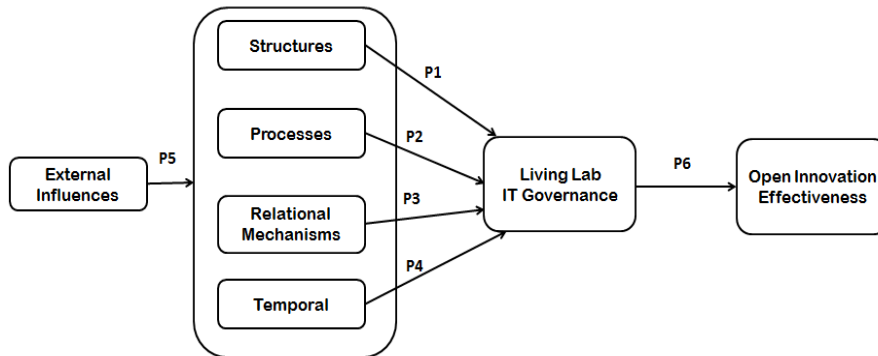 Structures
P1
Processes
P2
P5
External
Influences
Living Lab
IT Governance
P6
Open Innovation
Effectiveness
Relational
Mechanisms
P3
P4
Temporal